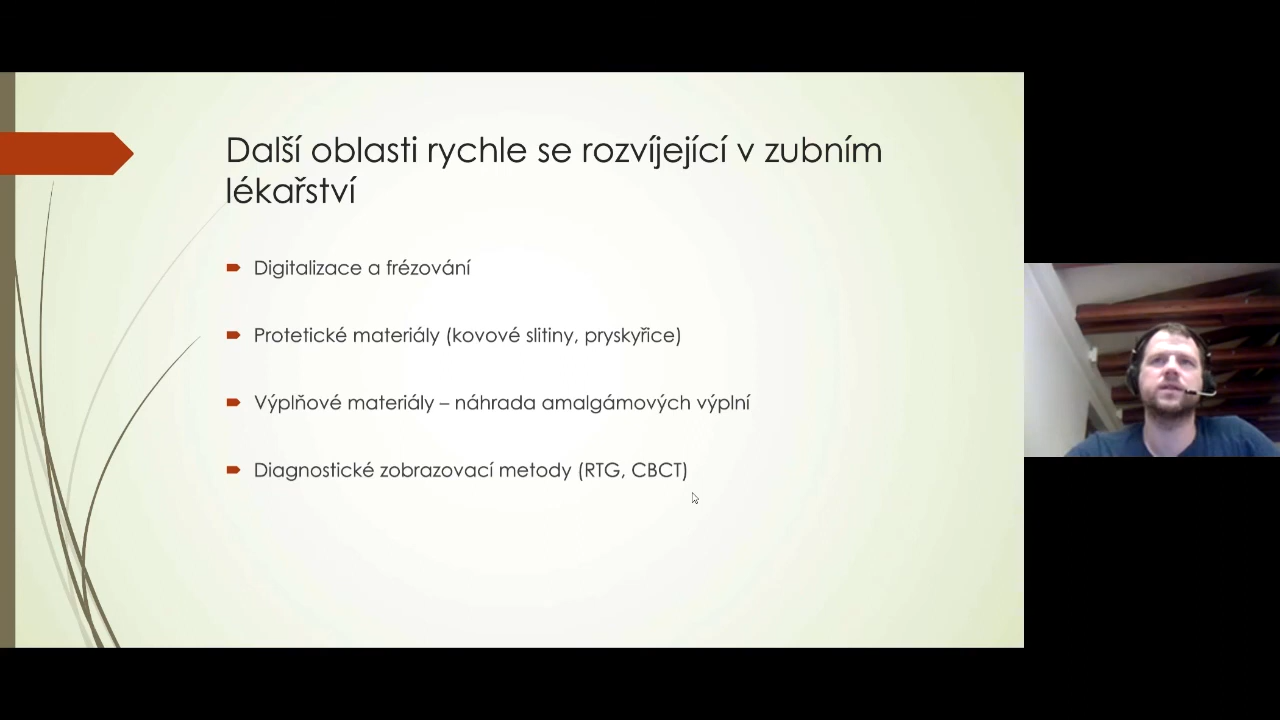 Další oblasti rychle se rozvíjející v zubním
lékařství
Digitalizace a frézování
Protetické materiály (kovové slitiny, pryskyřice)
Výplňové materiály – náhrada amalgámových výplní
Diagnostické zobrazovací metody (RTG, CBCT)